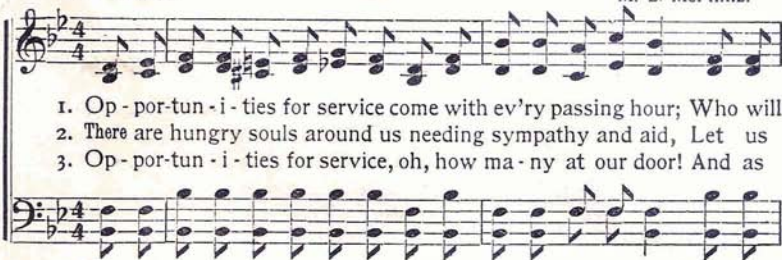 1. Op - por-tun - i - ties for service come with ev'ry passing hour; Who will
2. There are hungry souls around us needing sympathy and aid, Let us
3. Op - por-tun - i - ties for service, oh, how ma - ny at our door! And as